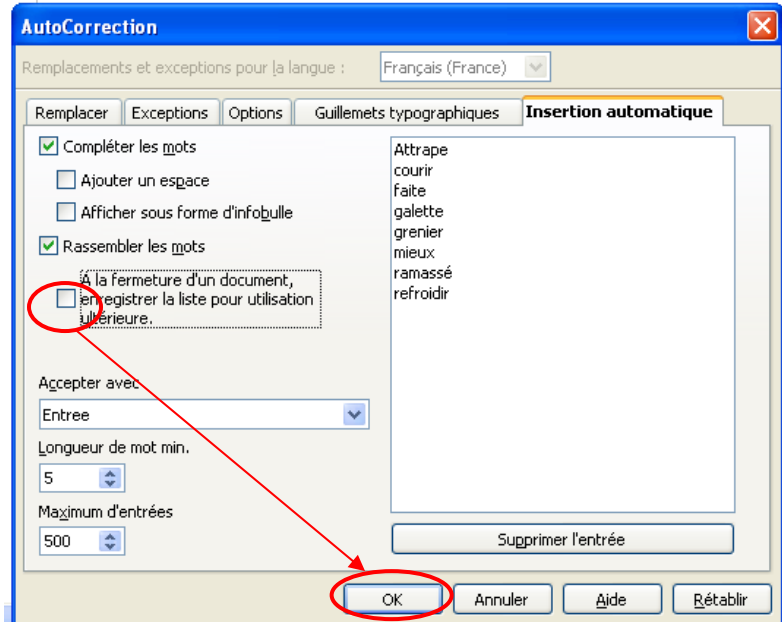 AutoCorrection
Remplacements et exceptions pour la langue : Français (France)
Remplacer Exceptions Options Guillemets typographiques Insertion automatique
Compléter les mots
Ajouter un espace
Afficher sous forme d'infobulle
Rassembler les mots
À la fermeture d'un document,
enregistrer la liste pour utilisation
ultérieure.
Accepter avec
Entree
Longueur de mot min.
5
Maximum d'entrées
500
Attrape
courir
faite
galette
grenier
mieux
ramassé
refroidir
Supprimer l'entrée
OK Annuler Aide Rétablir